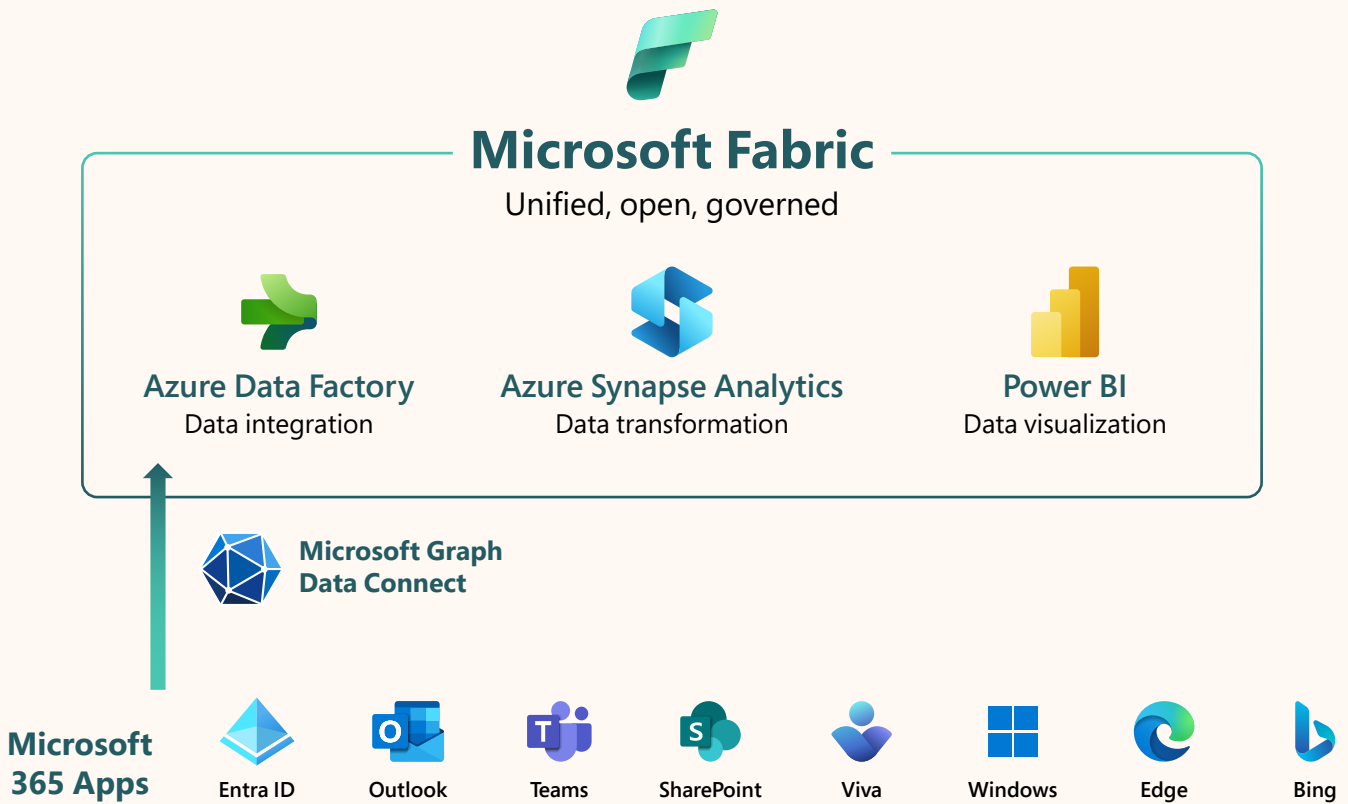 Microsoft Fabric
Unified, open, governed
Azure Data Factory
Data integration
Azure Synapse Analytics
Data transformation
Power BI
Data visualization
Microsoft Graph
Data Connect
Microsoft
365 Apps
O
Entra ID
Outlook
T
Teams
S
SharePoint
Viva
Windows
Edge
Bing